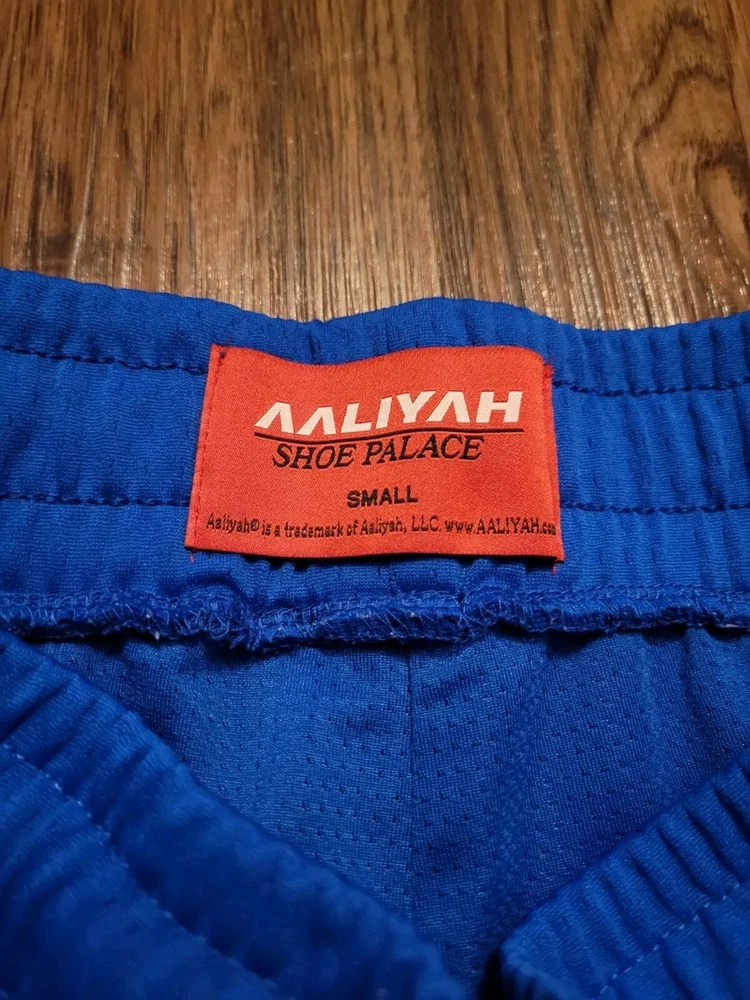 AALIYAH
SHOE PALACE
SMALL
Aaliyah® is a trademark of Aaliyah, LLC. www.AALIYAH.com